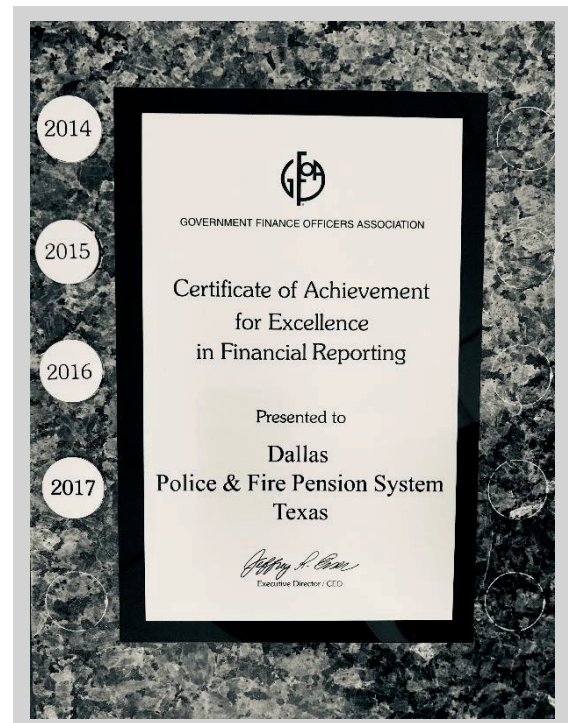 2014
2015
2016
2017
GFOA
GOVERNMENT FINANCE OFFICERS ASSOCIATION
Certificate of Achievement
for Excellence
in Financial Reporting
Presented to
Dallas
Police & Fire Pension System
Texas
Executive Director / CEO